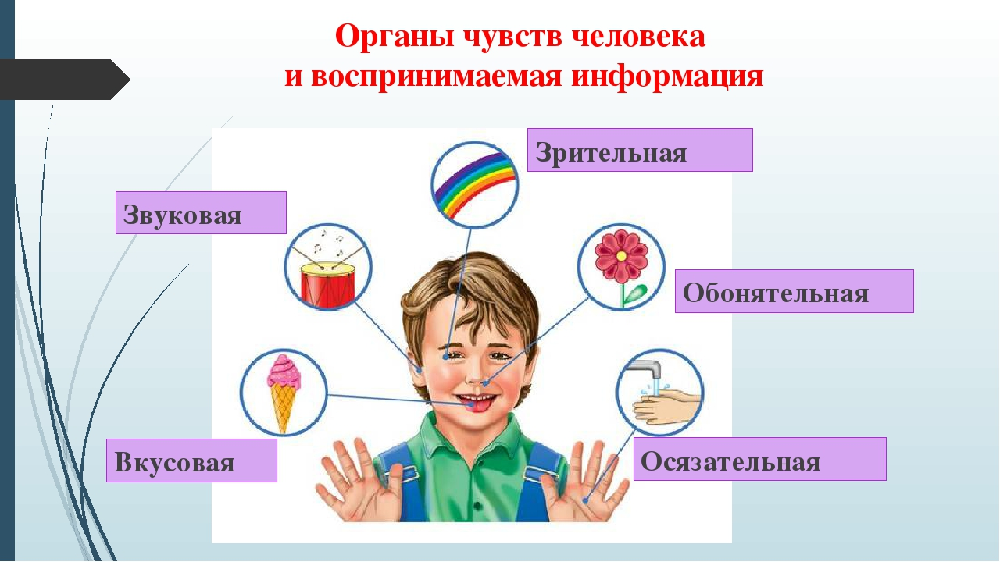 Органы чувств человека
и воспринимаемая информация
Зрительная
Звуковая
Обонятельная
Вкусовая
Осязательная